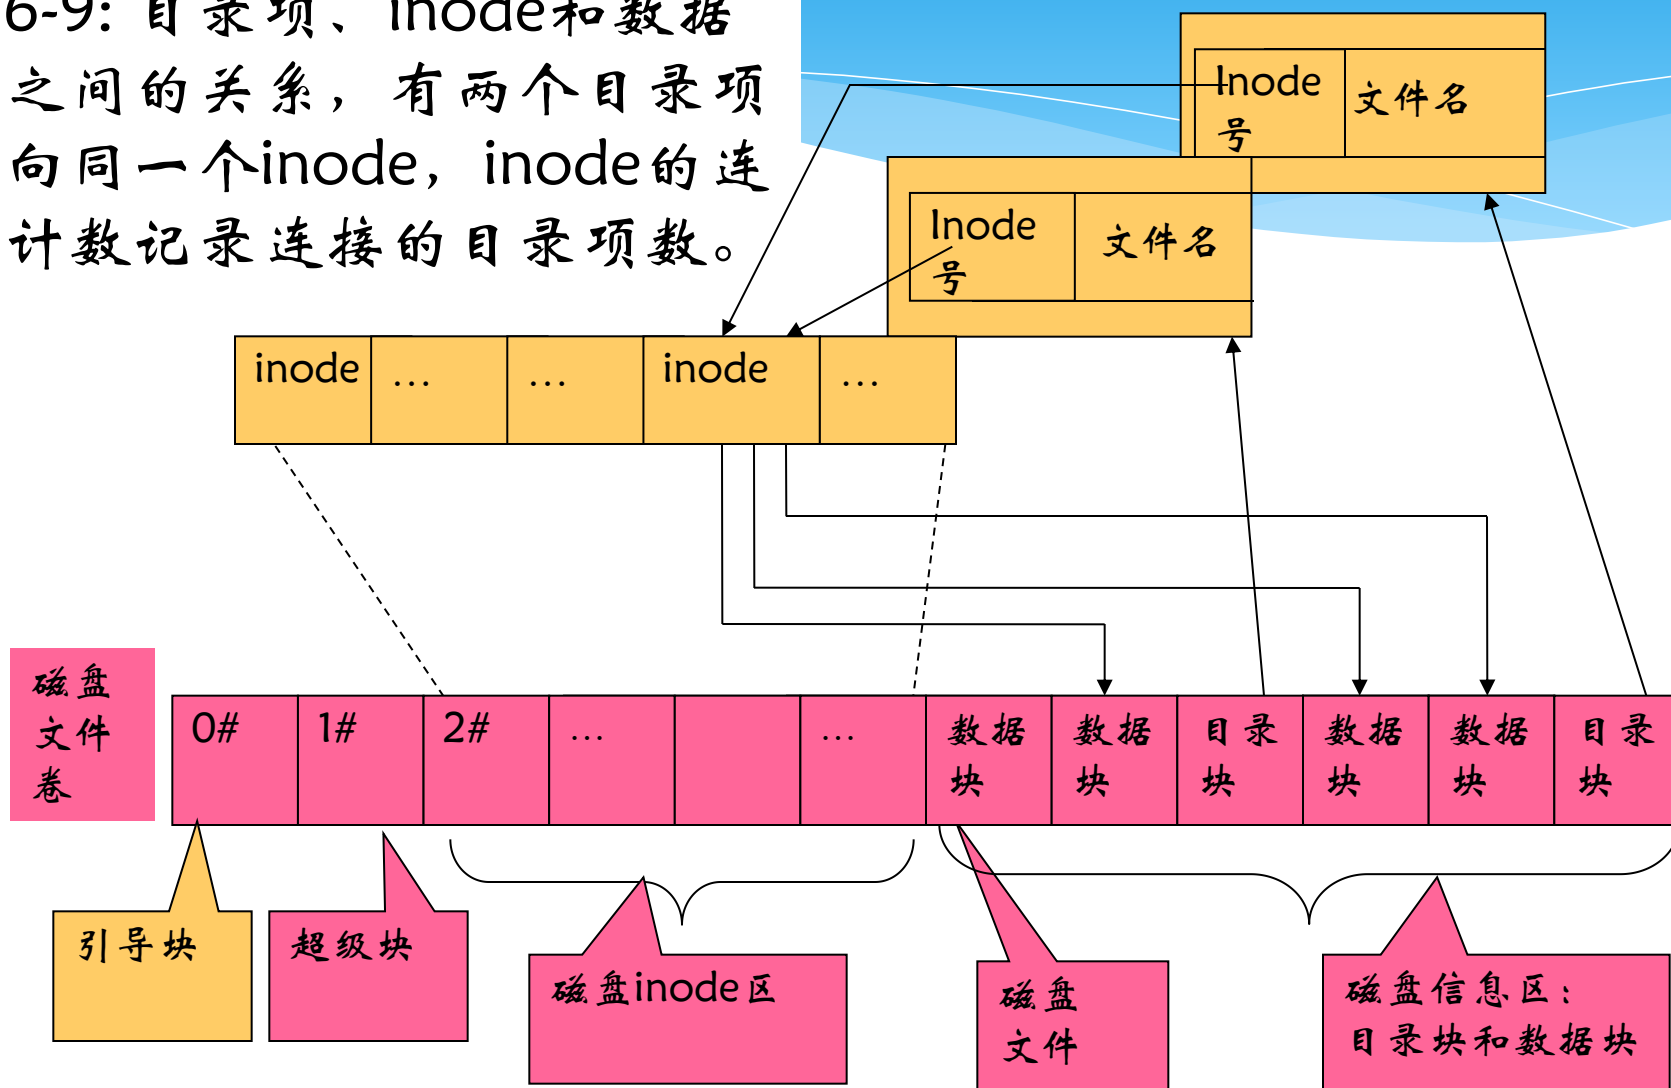 6-9: 目录项、inode和数据
之间的关系，有两个目录项
向同一个inode，inode的连
计数记录连接的目录项数。
Inode
号
文件名
Inode
号
文件名
inode
…
…
inode
…
磁盘
文件
卷
0#
1#
2#
…
…
数据
块
数据
块
目录
块
数据
块
数据
块
目录
块
引导块
超级块
磁盘inode区
磁盘
文件
磁盘信息区：
目录块和数据块